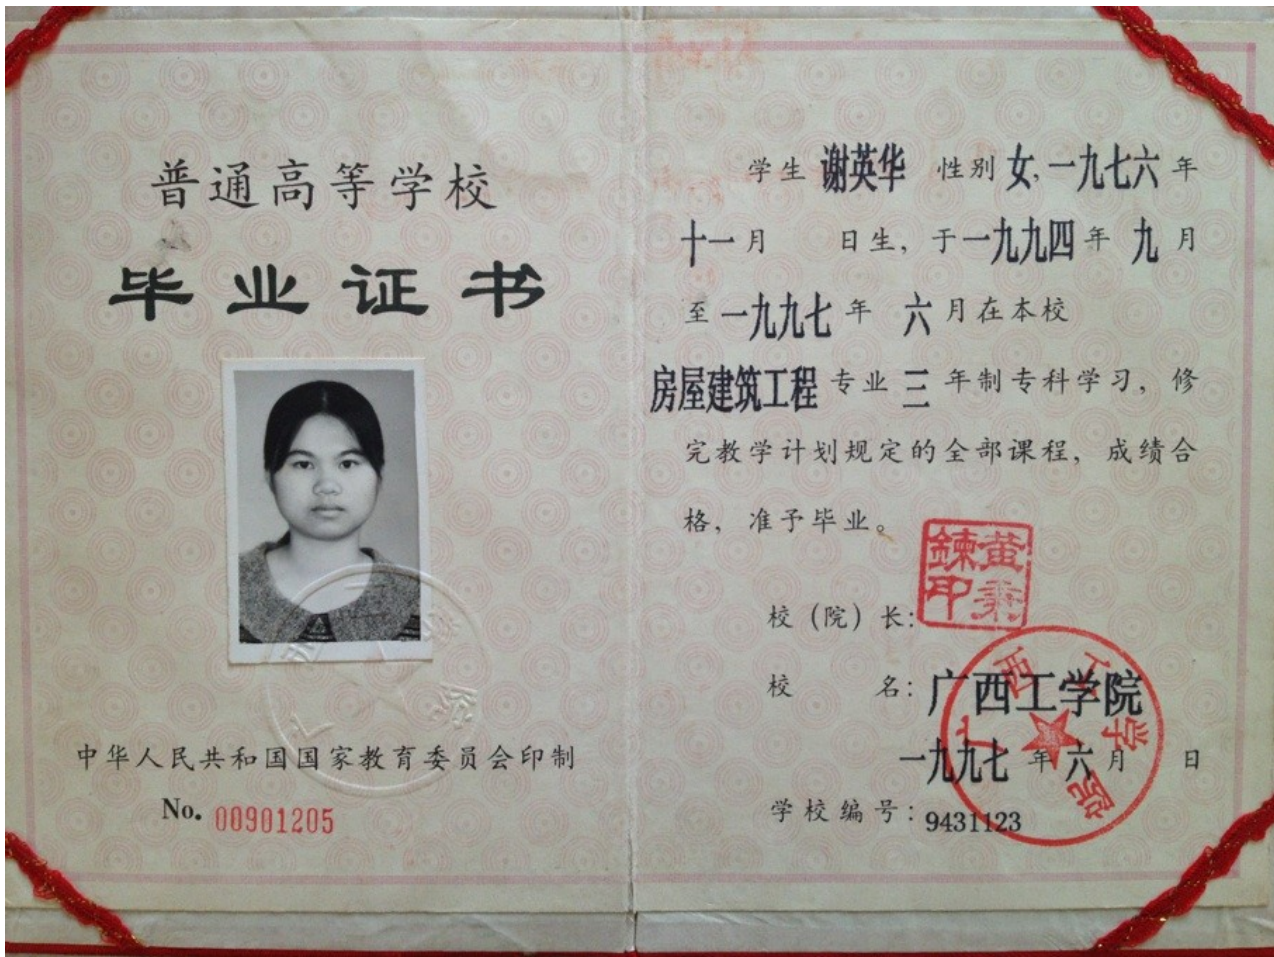 普通高等学校
毕业证书
中华人民共和国国家教育委员会印制
No. 00901205
学生 谢英华 性别 女, 一九七六 年
十一 月 日生, 于 一九九四 年 九 月
至 一九九七 年 六 月在本校
房屋建筑工程 专业 三 年制专科学习, 修
完教学计划规定的全部课程, 成绩合
格, 准予毕业。
校(院)长:
校 名: 广西工学院
一九九七 年 六 月 日
学校编号: 9431123
广西工学院